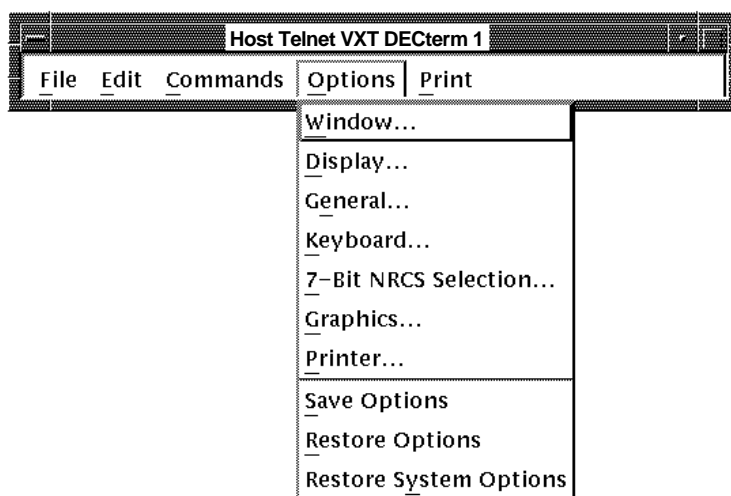 Host Telnet VXT DECterm 1
File Edit Commands Options Print
Window...
Display...
General...
Keyboard...
7-Bit NRCS Selection...
Graphics...
Printer...
Save Options
Restore Options
Restore System Options